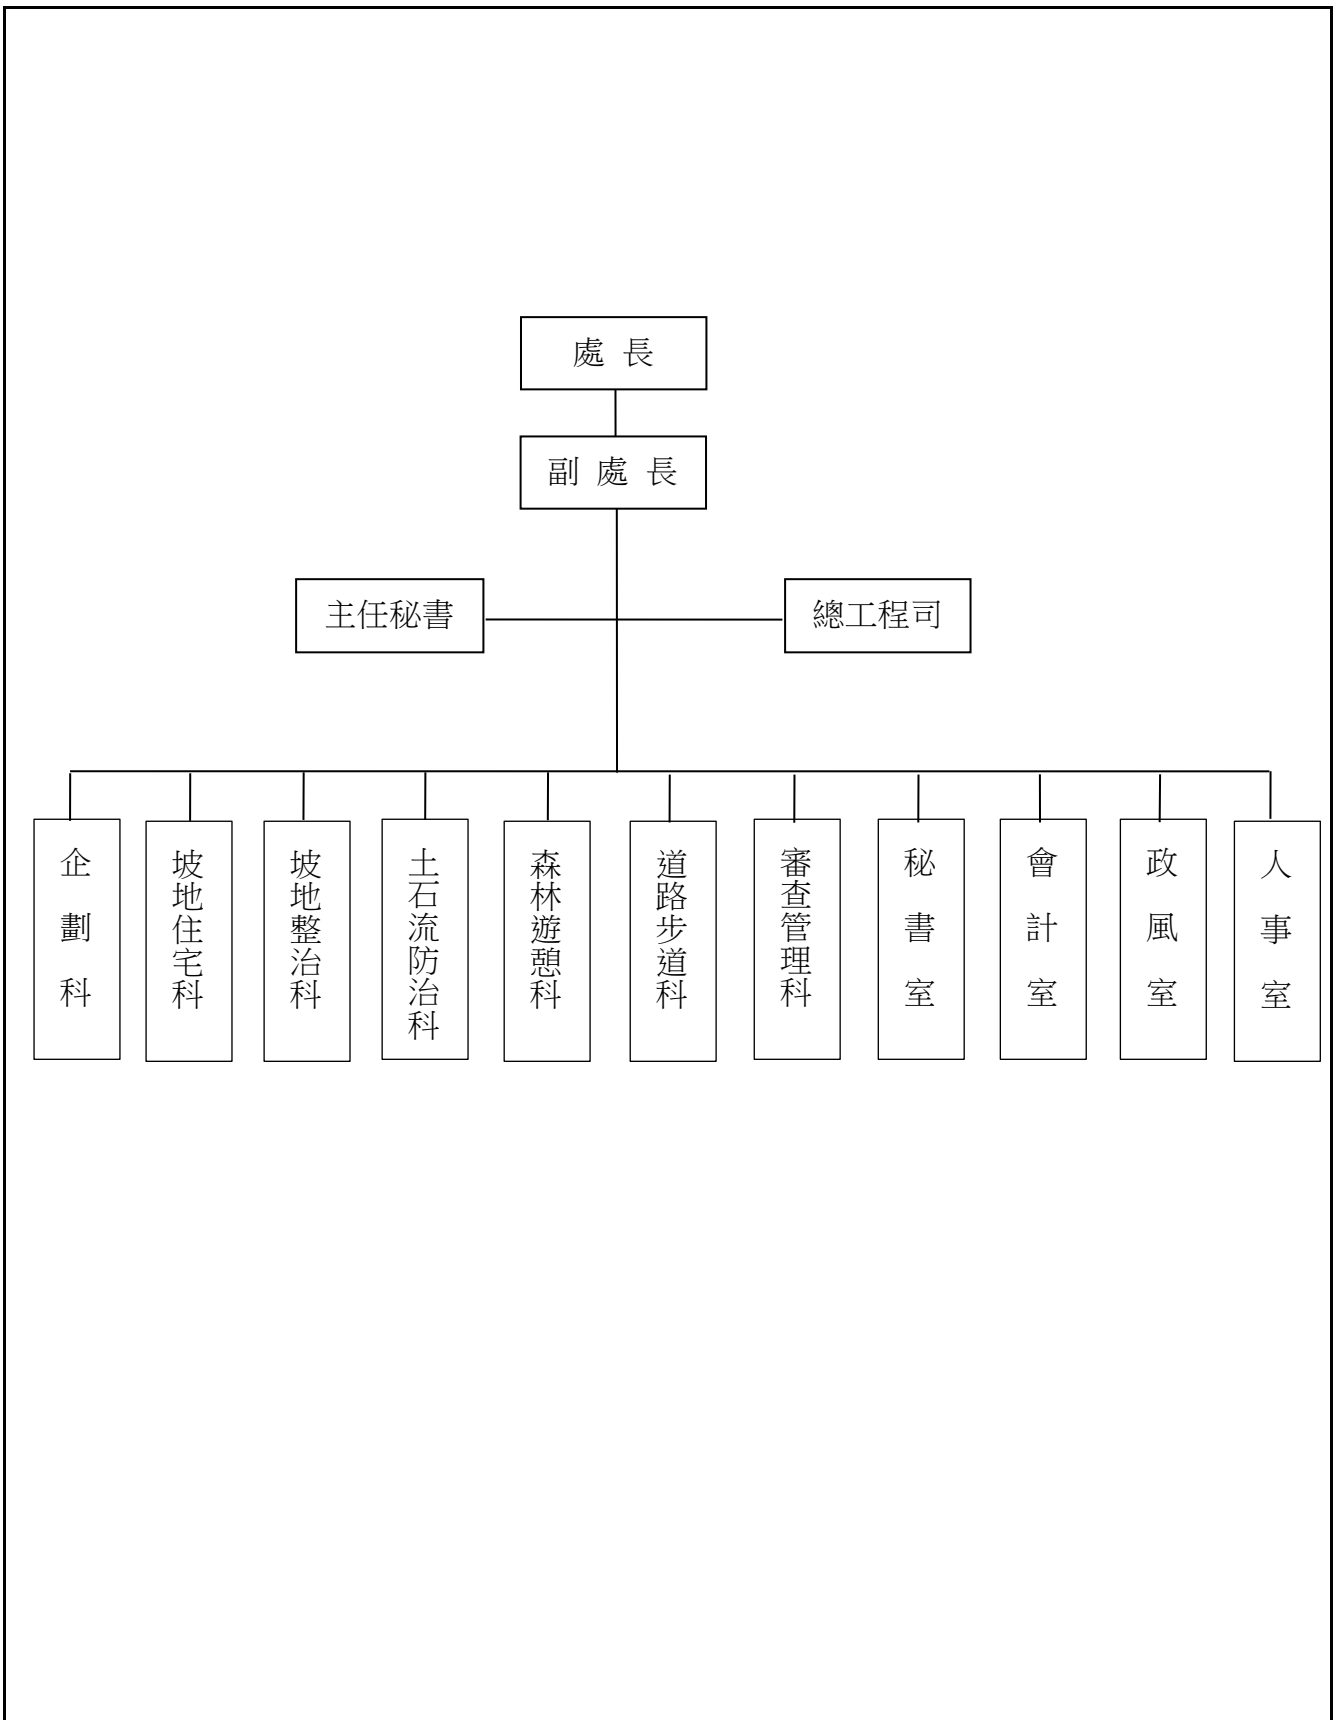 處 長
副 處 長
主任秘書
總工程司
企劃科
坡地住宅科
坡地整治科
土石流防治科
森林遊憩科
道路步道科
審查管理科
秘書室
會計室
政風室
人事室